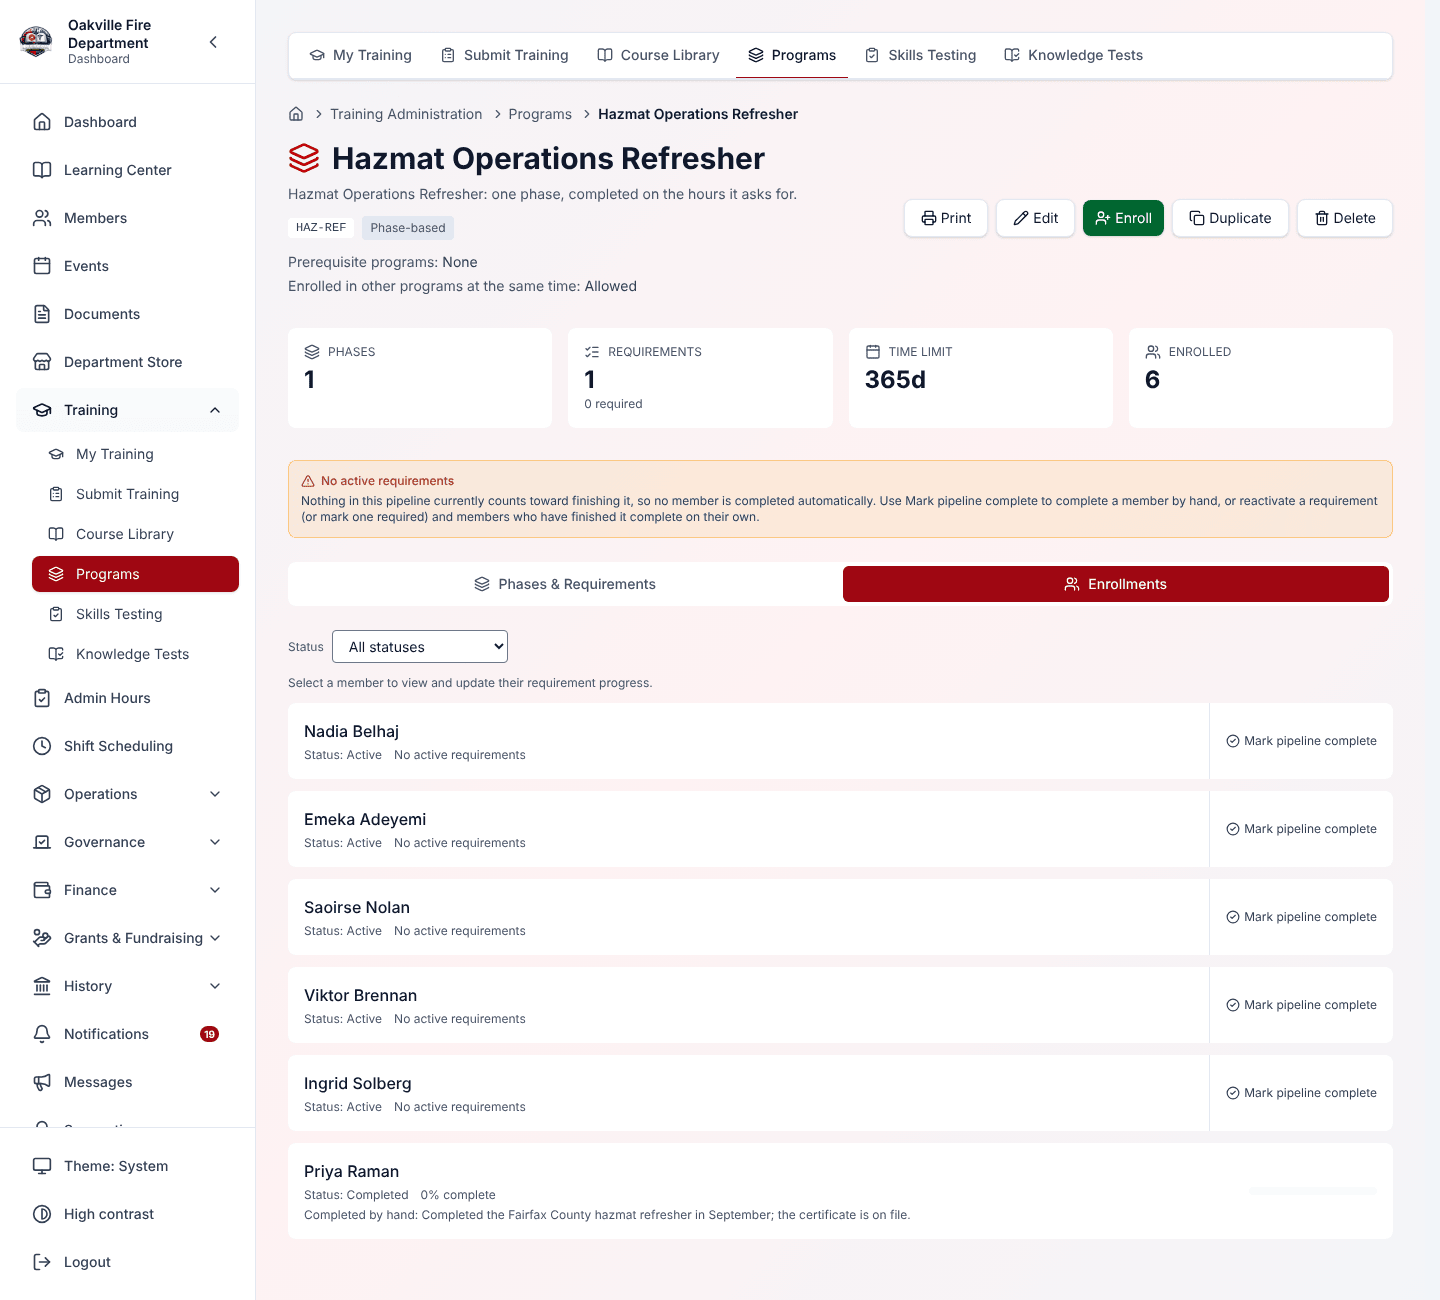 Oakville Fire
Department
Dashboard
Dashboard
Learning Center
Members
Events
Documents
Department Store
Training
My Training
Submit Training
Course Library
Programs
Skills Testing
Knowledge Tests
Admin Hours
Shift Scheduling
Operations
Governance
Finance
Grants & Fundraising
History
Notifications 19
Messages
Theme: System
High contrast
Logout
My Training Submit Training Course Library Programs Skills Testing Knowledge Tests
Training Administration Programs Hazmat Operations Refresher
Hazmat Operations Refresher
Hazmat Operations Refresher: one phase, completed on the hours it asks for.
HAZ-REF Phase-based
Print Edit Enroll Duplicate Delete
Prerequisite programs: None
Enrolled in other programs at the same time: Allowed
PHASES
1
REQUIREMENTS
1
0 required
TIME LIMIT
365d
ENROLLED
6
No active requirements
Nothing in this pipeline currently counts toward finishing it, so no member is completed automatically. Use Mark pipeline complete to complete a member by hand, or reactivate a requirement
(or mark one required) and members who have finished it complete on their own.
Phases & Requirements Enrollments
Status All statuses
Select a member to view and update their requirement progress.
Nadia Belhaj
Status: Active No active requirements
Mark pipeline complete
Emeka Adeyemi
Status: Active No active requirements
Mark pipeline complete
Saoirse Nolan
Status: Active No active requirements
Mark pipeline complete
Viktor Brennan
Status: Active No active requirements
Mark pipeline complete
Ingrid Solberg
Status: Active No active requirements
Mark pipeline complete
Priya Raman
Status: Completed 0% complete
Completed by hand: Completed the Fairfax County hazmat refresher in September; the certificate is on file.